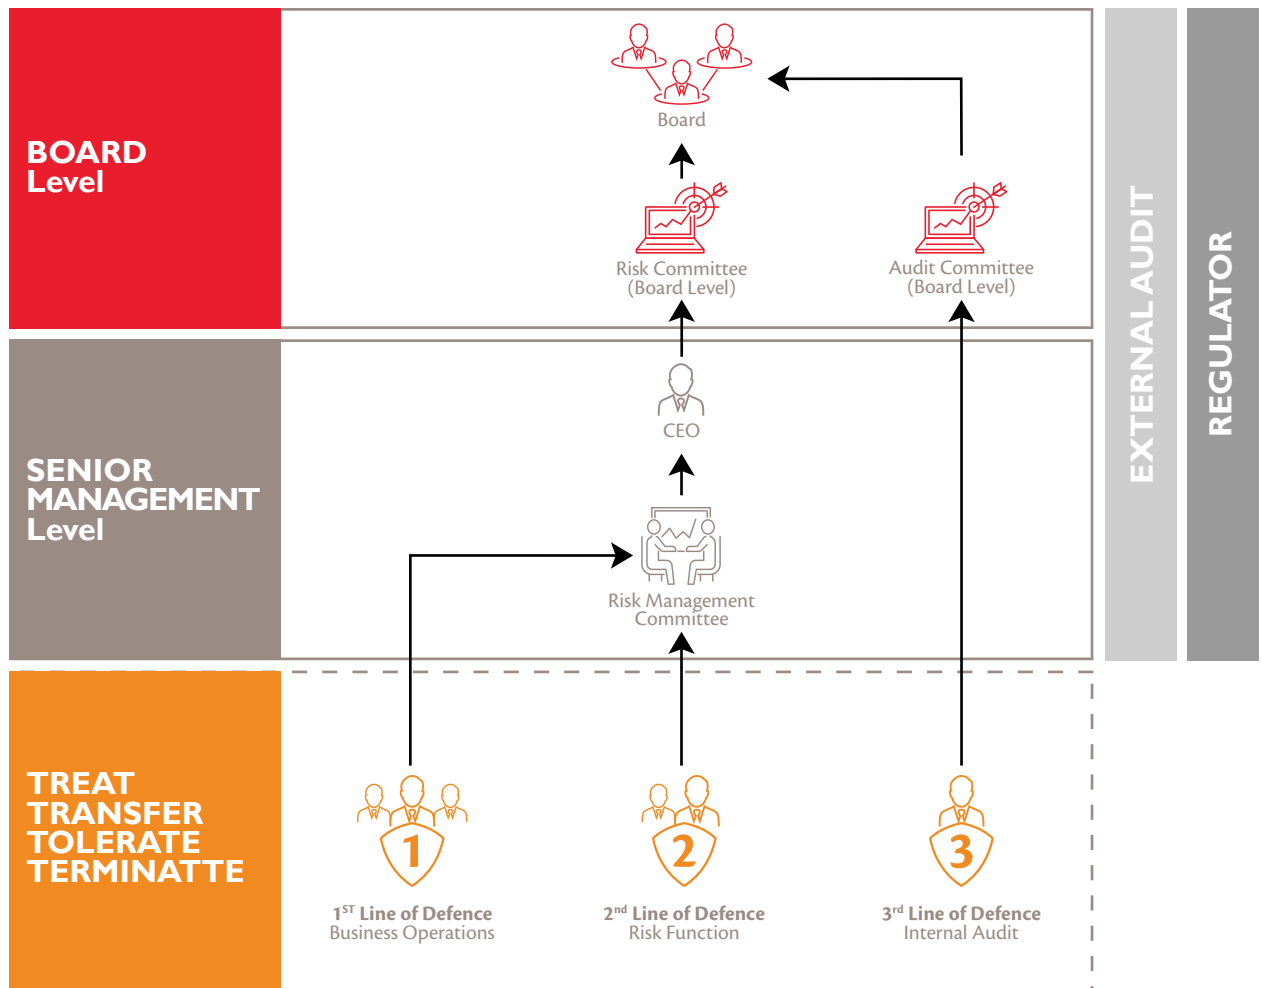 BOARD
Level
Board
Risk Committee
(Board Level)
Audit Committee
(Board Level)
SENIOR
MANAGEMENT
Level
CEO
Risk Management
Committee
TREAT
TRANSFER
TOLERATE
TERMINATTE
1
1ST Line of Defence
Business Operations
2
2nd Line of Defence
Risk Function
3
3rd Line of Defence
Internal Audit
EXTERNAL AUDIT
REGULATOR